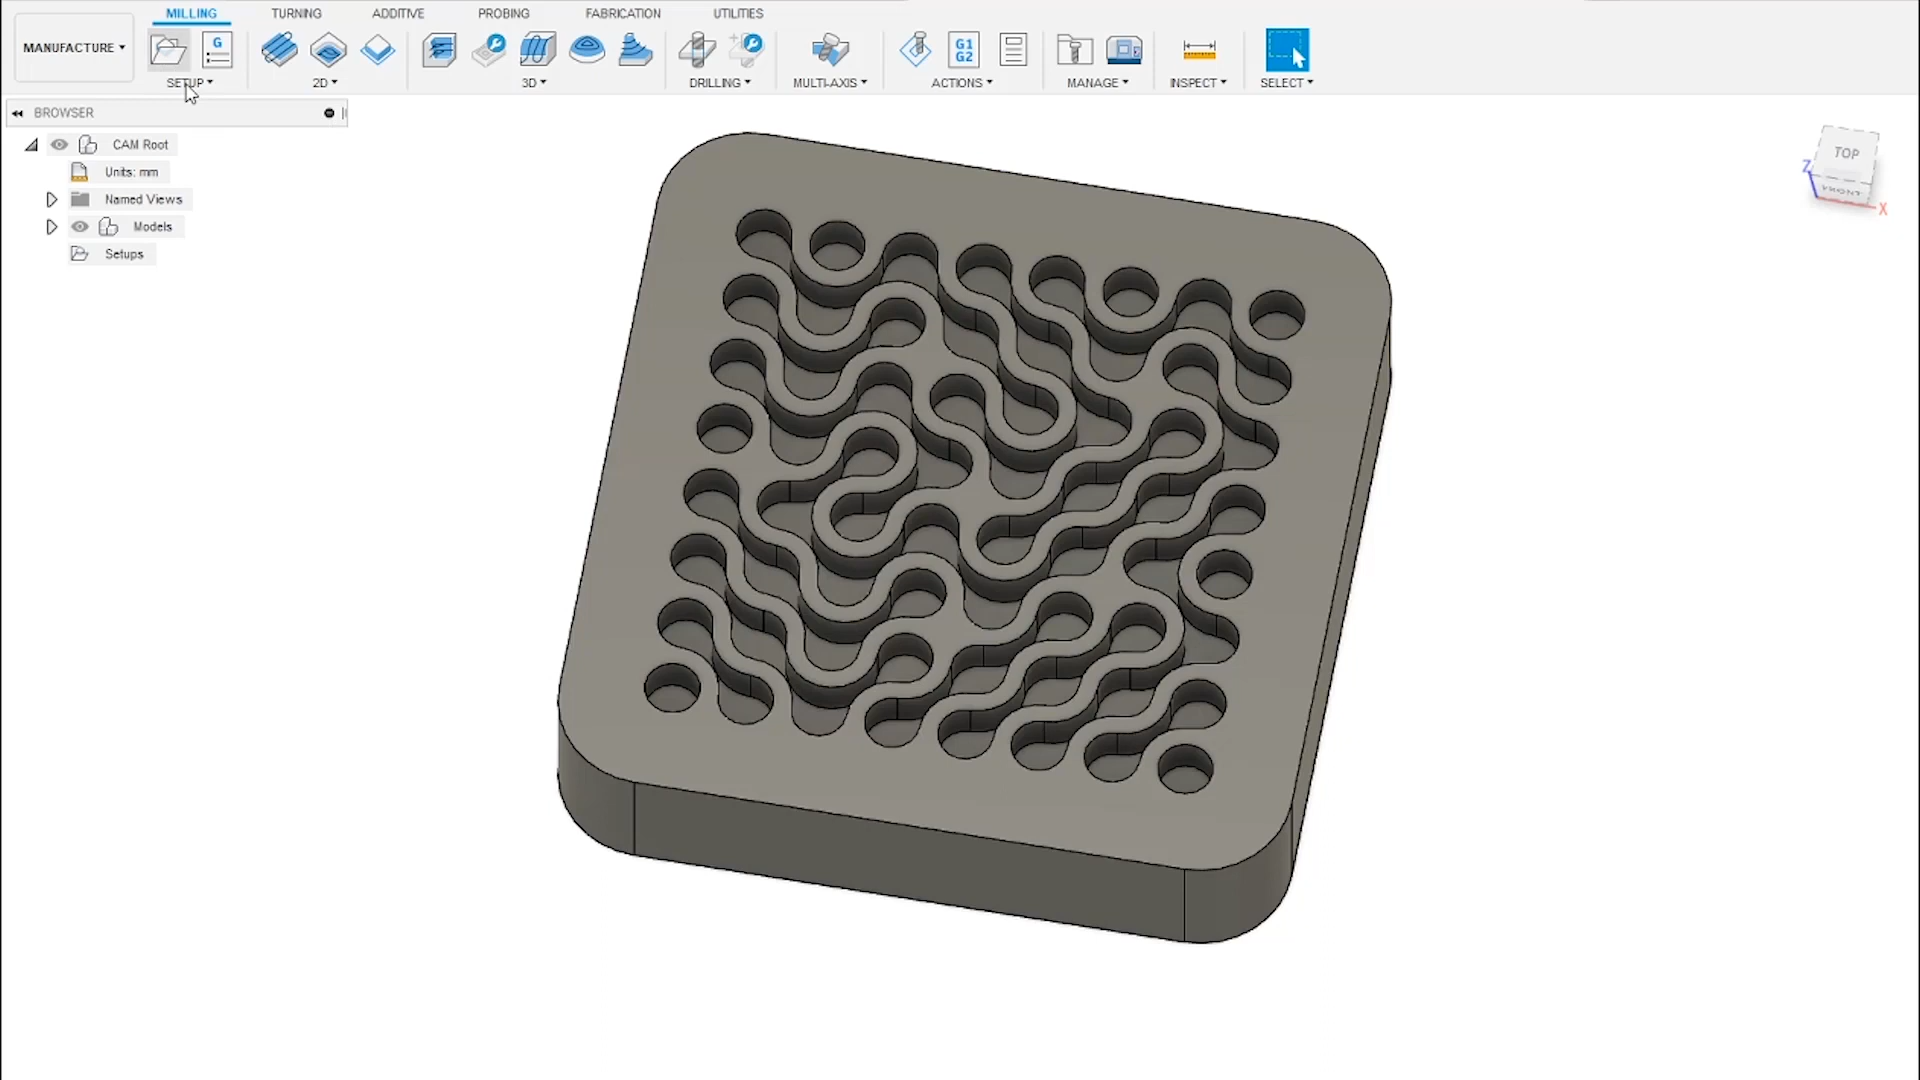 MILLING TURNING ADDITIVE PROBING FABRICATION UTILITIES
MANUFACTURE
G
G1
G2
SETUP 2D 3D DRILLING MULTI-AXIS ACTIONS MANAGE INSPECT SELECT
BROWSER
CAM Root
Units: mm
Named Views
Models
Setups
TOP
FRONT
Z
X